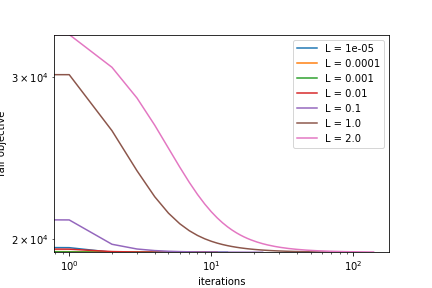 L = 1e-05
L = 0.0001
L = 0.001
L = 0.01
L = 0.1
L = 1.0
L = 2.0
3 × 10⁴
2 × 10⁴
objective
10⁰
10¹
10²
iterations